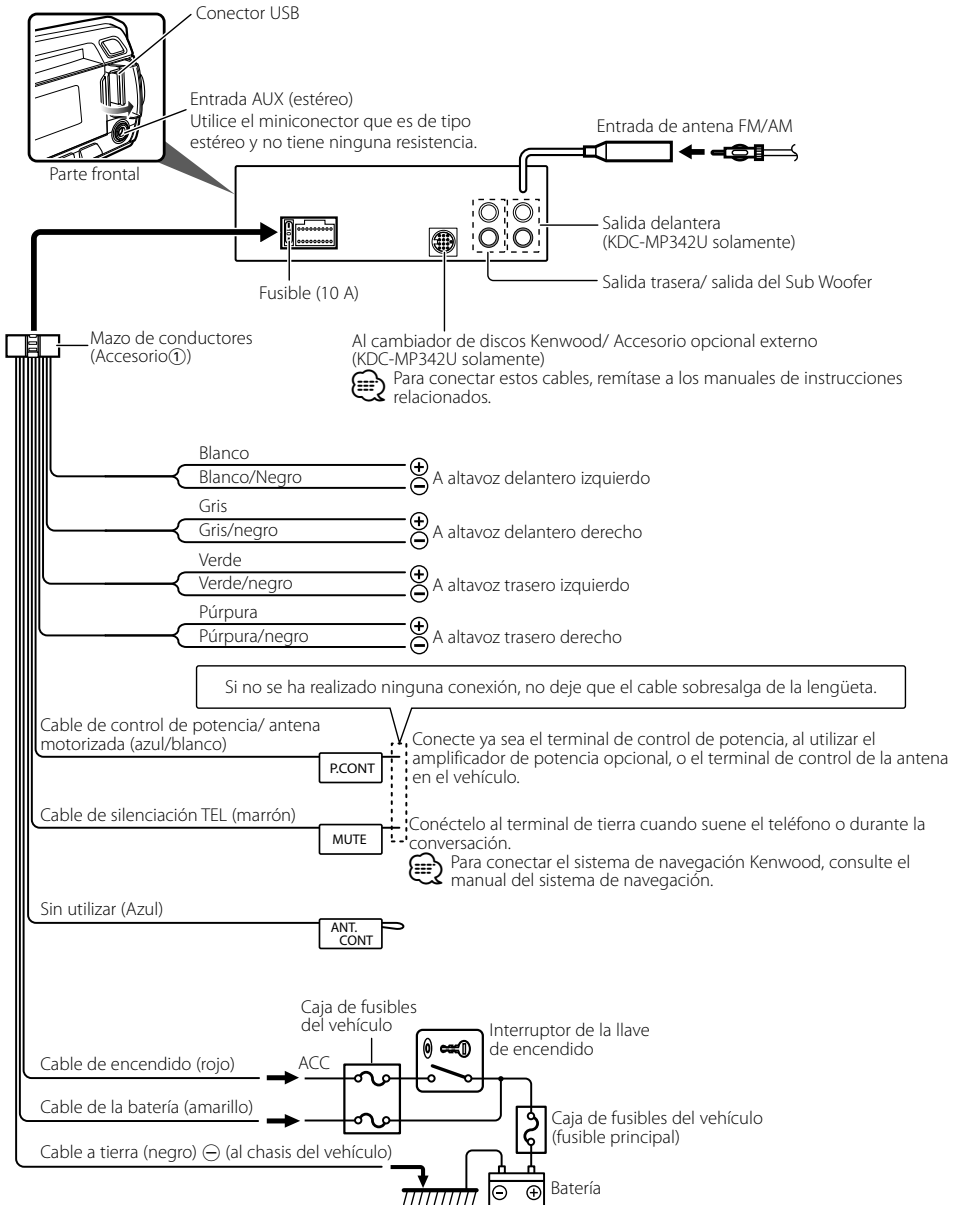 Conector USB
Entrada AUX (estéreo)
Utilice el miniconector que es de tipo
estéreo y no tiene ninguna resistencia.
Parte frontal
Entrada de antena FM/AM
Salida delantera
(KDC-MP342U solamente)
Salida trasera/ salida del Sub Woofer
Fusible (10 A)
Mazo de conductores
(Accesorio①)
Al cambiador de discos Kenwood/ Accesorio opcional externo
(KDC-MP342U solamente)
Para conectar estos cables, remítase a los manuales de instrucciones
relacionados.
Blanco
Blanco/Negro
A altavoz delantero izquierdo
Gris
Gris/negro
A altavoz delantero derecho
Verde
Verde/negro
A altavoz trasero izquierdo
Púrpura
Púrpura/negro
A altavoz trasero derecho
Si no se ha realizado ninguna conexión, no deje que el cable sobresalga de la lengüeta.
Cable de control de potencia/ antena
motorizada (azul/blanco)
P.CONT
Conecte ya sea el terminal de control de potencia, al utilizar el
amplificador de potencia opcional, o el terminal de control de la antena
en el vehículo.
Cable de silenciación TEL (marrón)
MUTE
Conéctelo al terminal de tierra cuando suene el teléfono o durante la
conversación.
Para conectar el sistema de navegación Kenwood, consulte el
manual del sistema de navegación.
Sin utilizar (Azul)
ANT.
CONT
Caja de fusibles
del vehículo
Interruptor de la llave
de encendido
Cable de encendido (rojo)
ACC
Cable de la batería (amarillo)
Caja de fusibles del vehículo
(fusible principal)
Cable a tierra (negro) ⊖ (al chasis del vehículo)
⊖ ⊕ Batería